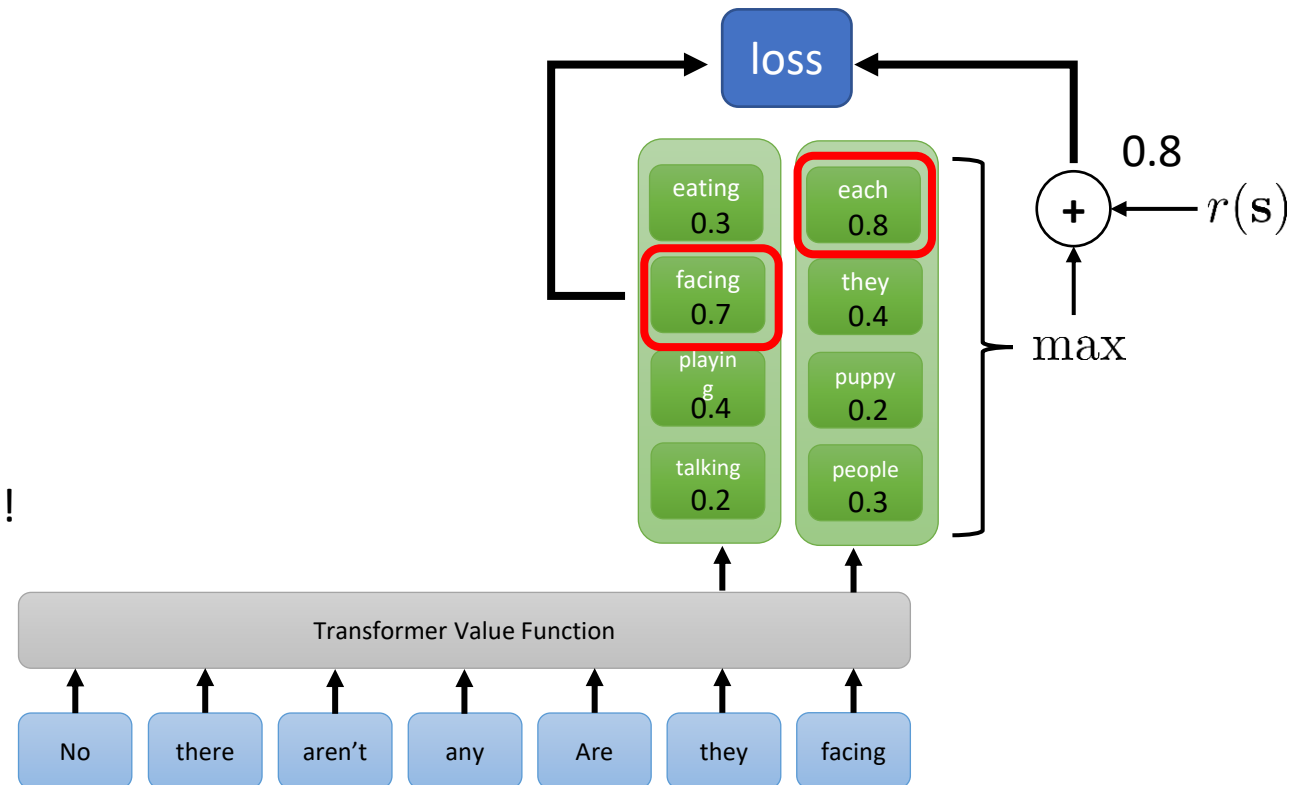 loss
0.8
+
r(s)
max
eating
0.3
facing
0.7
playin
g
0.4
talking
0.2
each
0.8
they
0.4
puppy
0.2
people
0.3
!
Transformer Value Function
No there aren't any Are they facing